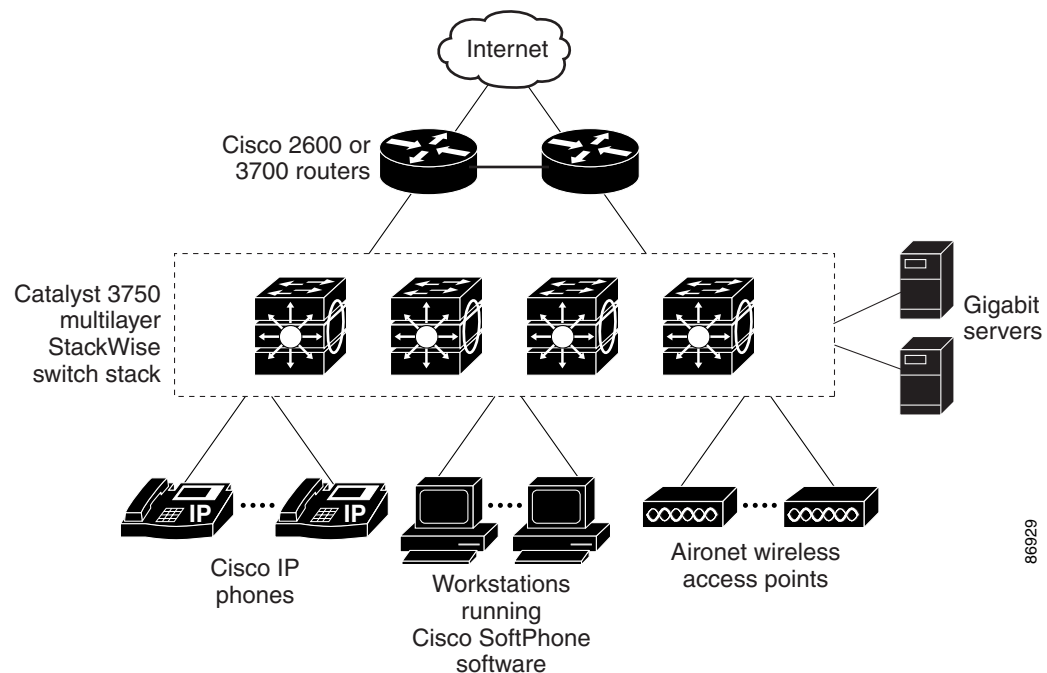 Internet
Cisco 2600 or
3700 routers
Catalyst 3750
multilayer
StackWise
switch stack
Gigabit
servers
IP
IP
Cisco IP
phones
Workstations
running
Cisco SoftPhone
software
Aironet wireless
access points
86929